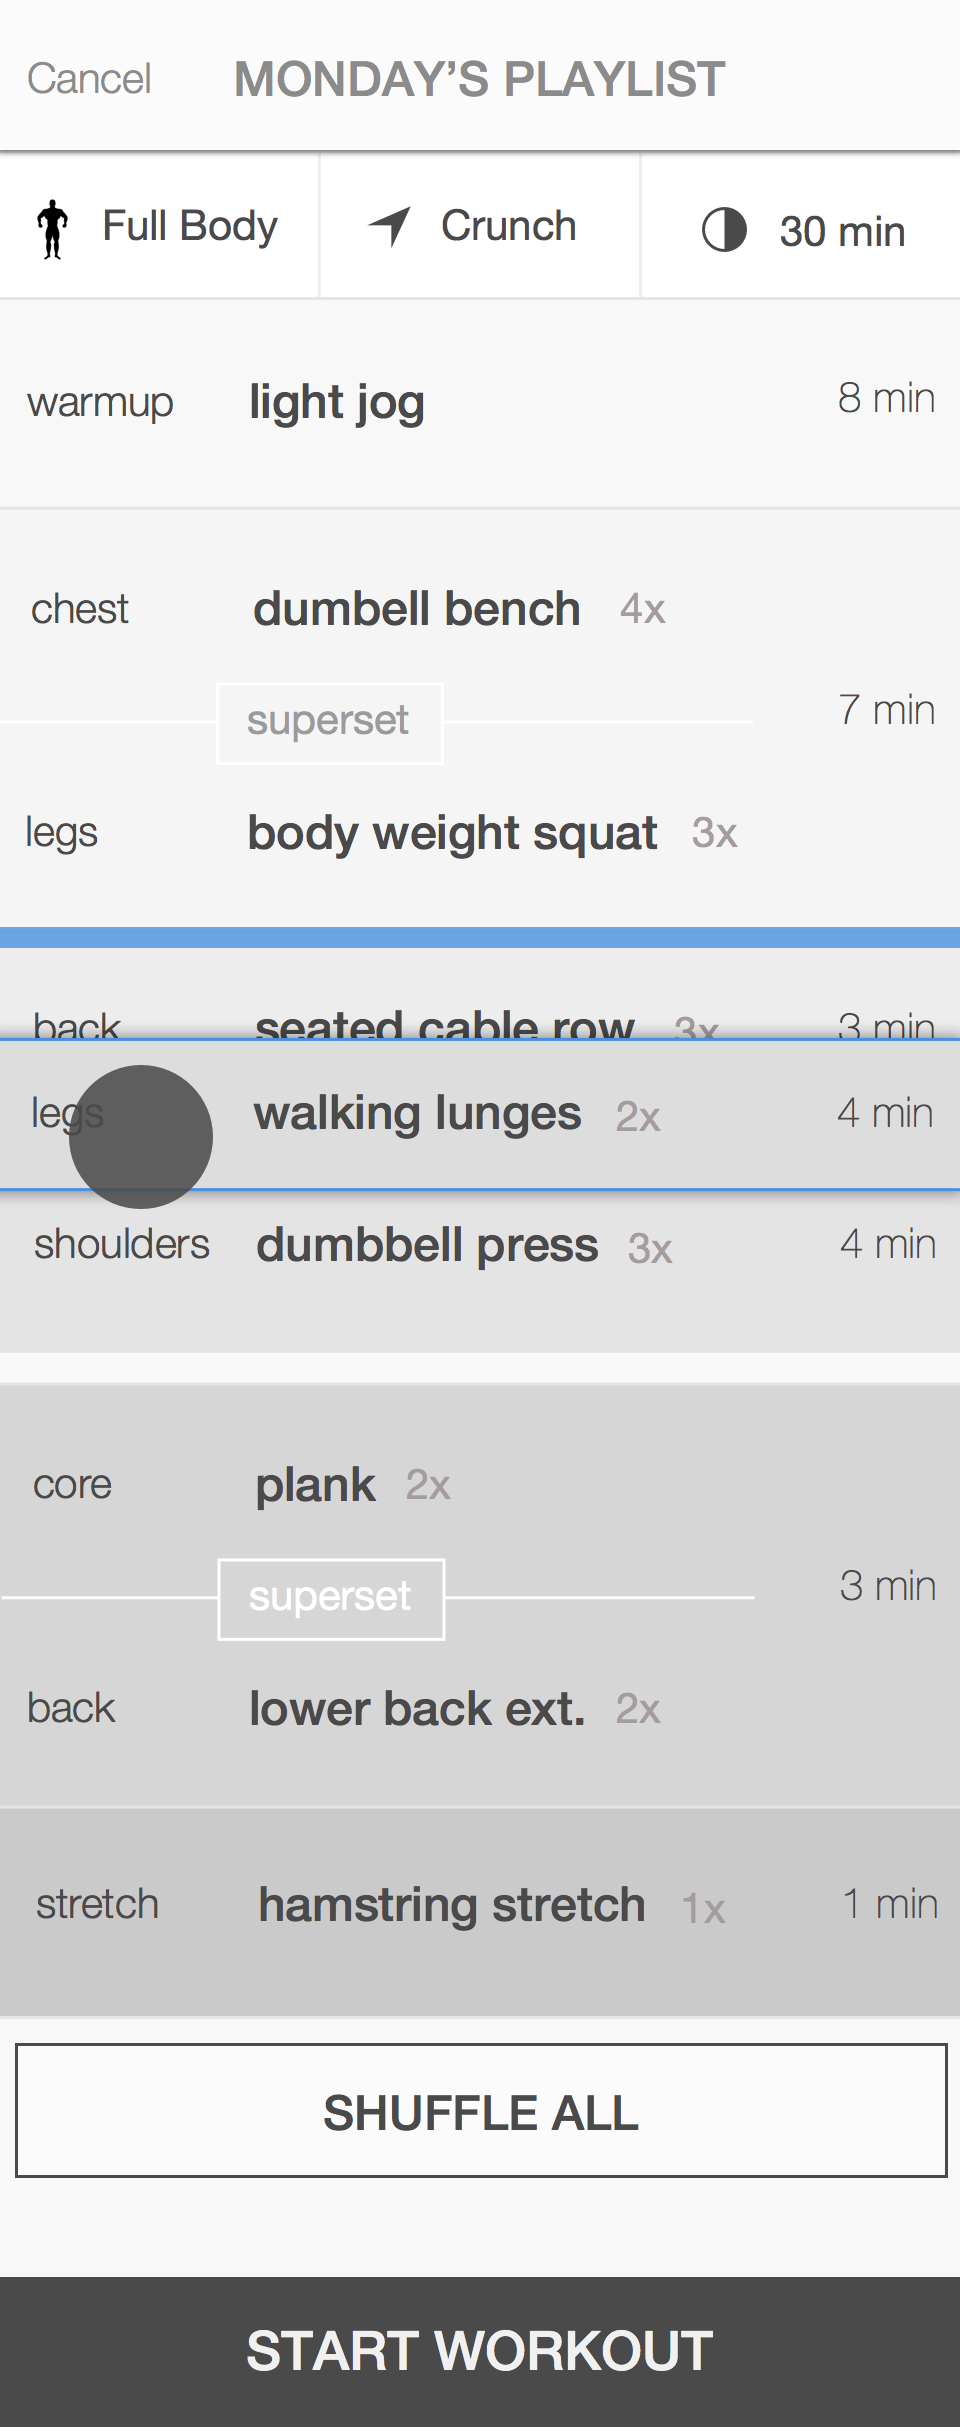 Cancel MONDAY’S PLAYLIST
Full Body Crunch 30 min
warmup light jog 8 min
chest dumbell bench 4x
superset 7 min
legs body weight squat 3x
back seated cable row 3x 3 min
legs walking lunges 2x 4 min
shoulders dumbbell press 3x 4 min
core plank 2x
superset 3 min
back lower back ext. 2x
stretch hamstring stretch 1x 1 min
SHUFFLE ALL
START WORKOUT